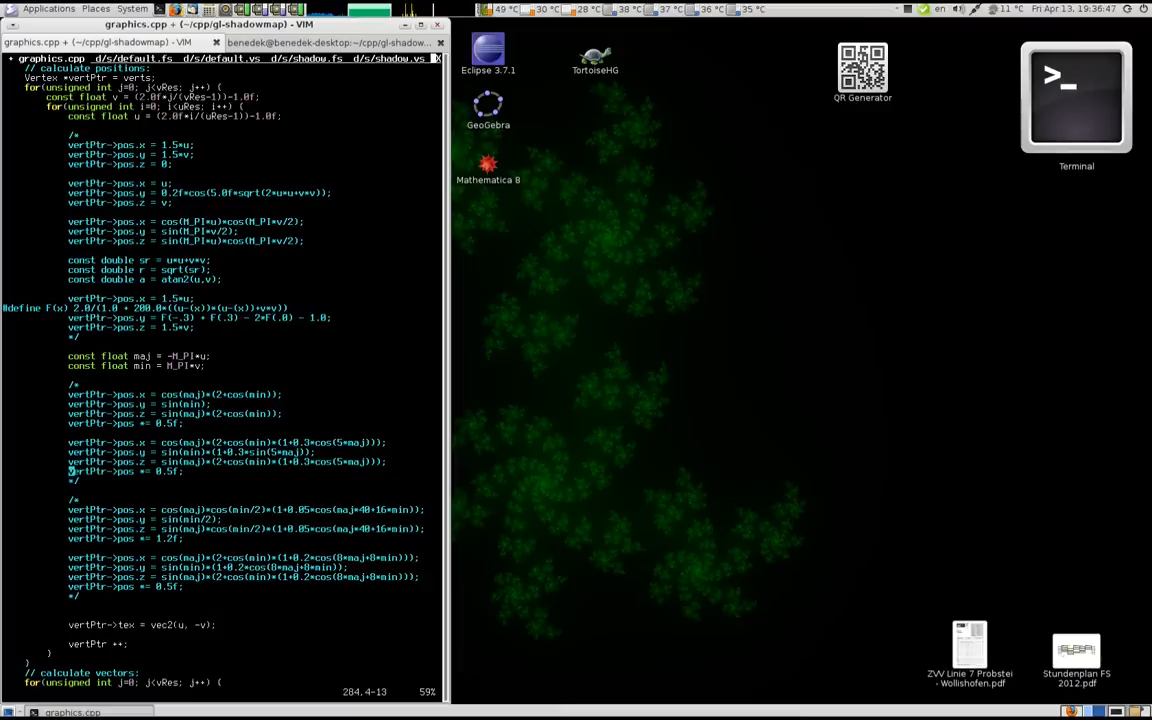 Applications Places System
49 °C 30 °C 28 °C 38 °C 37 °C 36 °C 35 °C
en 11 °C Fri Apr 13, 19:36:47
graphics.cpp + (~/cpp/gl-shadowmap) - VIM
graphics.cpp + (~/cpp/gl-shadowmap) - VIM
benedek@benedek-desktop:~/cpp/gl-shadow...
+ graphics.cpp _d/s/default.fs _d/s/default.vs _d/s/shadow.fs _d/s/shadow.vs X
// calculate positions:
Vertex *vertPtr = verts;
for(unsigned int j=0; j<vRes; j++) {
const float v = (2.0f*j/(vRes-1))-1.0f;
for(unsigned int i=0; i<uRes; i++) {
const float u = (2.0f*i/(uRes-1))-1.0f;
/*
vertPtr->pos.x = 1.5*u;
vertPtr->pos.y = 1.5*v;
vertPtr->pos.z = 0;
vertPtr->pos.x = u;
vertPtr->pos.y = 0.2f*cos(5.0f*sqrt(2*u*u+v*v));
vertPtr->pos.z = v;
vertPtr->pos.x = cos(M_PI*u)*cos(M_PI*v/2);
vertPtr->pos.y = sin(M_PI*v/2);
vertPtr->pos.z = sin(M_PI*u)*cos(M_PI*v/2);
const double sr = u*u+v*v;
const double r = sqrt(sr);
const double a = atan2(u,v);
vertPtr->pos.x = 1.5*u;
#define F(x) 2.0/(1.0 + 200.0*((u-(x))*(u-(x))+v*v))
vertPtr->pos.y = F(-.3) + F(.3) - 2*F(.0) - 1.0;
vertPtr->pos.z = 1.5*v;
*/
const float maj = -M_PI*u;
const float min = M_PI*v;
/*
vertPtr->pos.x = cos(maj)*(2+cos(min));
vertPtr->pos.y = sin(min);
vertPtr->pos.z = sin(maj)*(2+cos(min));
vertPtr->pos *= 0.5f;
vertPtr->pos.x = cos(maj)*(2+cos(min)*(1+0.3*cos(5*maj)));
vertPtr->pos.y = sin(min)*(1+0.3*sin(5*maj));
vertPtr->pos.z = sin(maj)*(2+cos(min)*(1+0.3*cos(5*maj)));
vertPtr->pos *= 0.5f;
*/
/*
vertPtr->pos.x = cos(maj)*cos(min/2)*(1+0.05*cos(maj*40+16*min));
vertPtr->pos.y = sin(min/2);
vertPtr->pos.z = sin(maj)*cos(min/2)*(1+0.05*cos(maj*40+16*min));
vertPtr->pos *= 1.2f;
vertPtr->pos.x = cos(maj)*(2+cos(min)*(1+0.2*cos(8*maj+8*min)));
vertPtr->pos.y = sin(min)*(1+0.2*cos(8*maj+8*min));
vertPtr->pos.z = sin(maj)*(2+cos(min)*(1+0.2*cos(8*maj+8*min)));
vertPtr->pos *= 0.5f;
*/
vertPtr->tex = vec2(u, -v);
vertPtr ++;
}
}
// calculate vectors:
for(unsigned int j=0; j<vRes; j++) {
284,4-13 59%
Eclipse 3.7.1
TortoiseHG
GeoGebra
Mathematica 8
QR Generator
>_
Terminal
ZVV Linie 7 Probstei
- Wollishofen.pdf
Stundenplan FS
2012.pdf
graphics.cpp